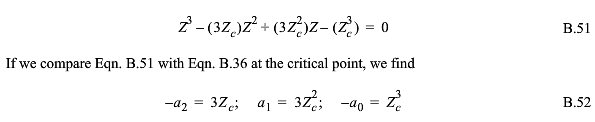 Z³ – (3Z_c)Z² + (3Z_c²)Z – (Z_c³) = 0 B.51
If we compare Eqn. B.51 with Eqn. B.36 at the critical point, we find
–a₂ = 3Z_c; a₁ = 3Z_c²; –a₀ = Z_c³ B.52